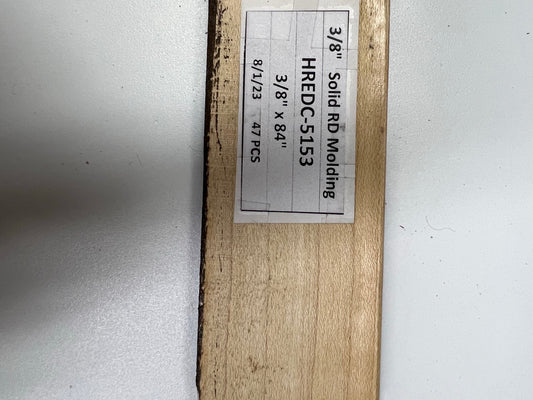 3/8" Solid RD Molding
HREDC-5153
3/8" x 84"
8/1/23 47 PCS